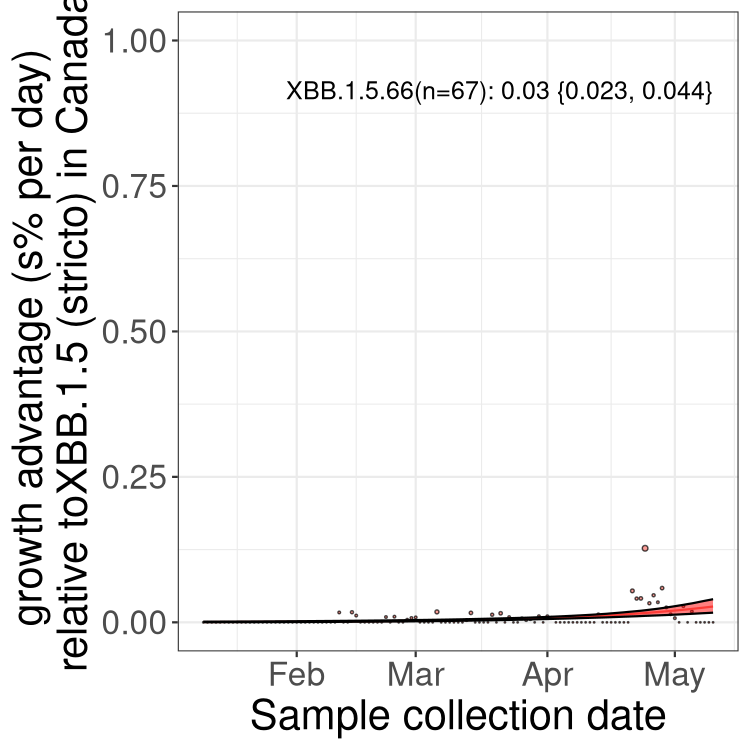 growth advantage (s% per day)
relative toXBB.1.5 (stricto) in Canada
1.00
XBB.1.5.66(n=67): 0.03 {0.023, 0.044}
0.75
0.50
0.25
0.00
Feb Mar Apr May
Sample collection date